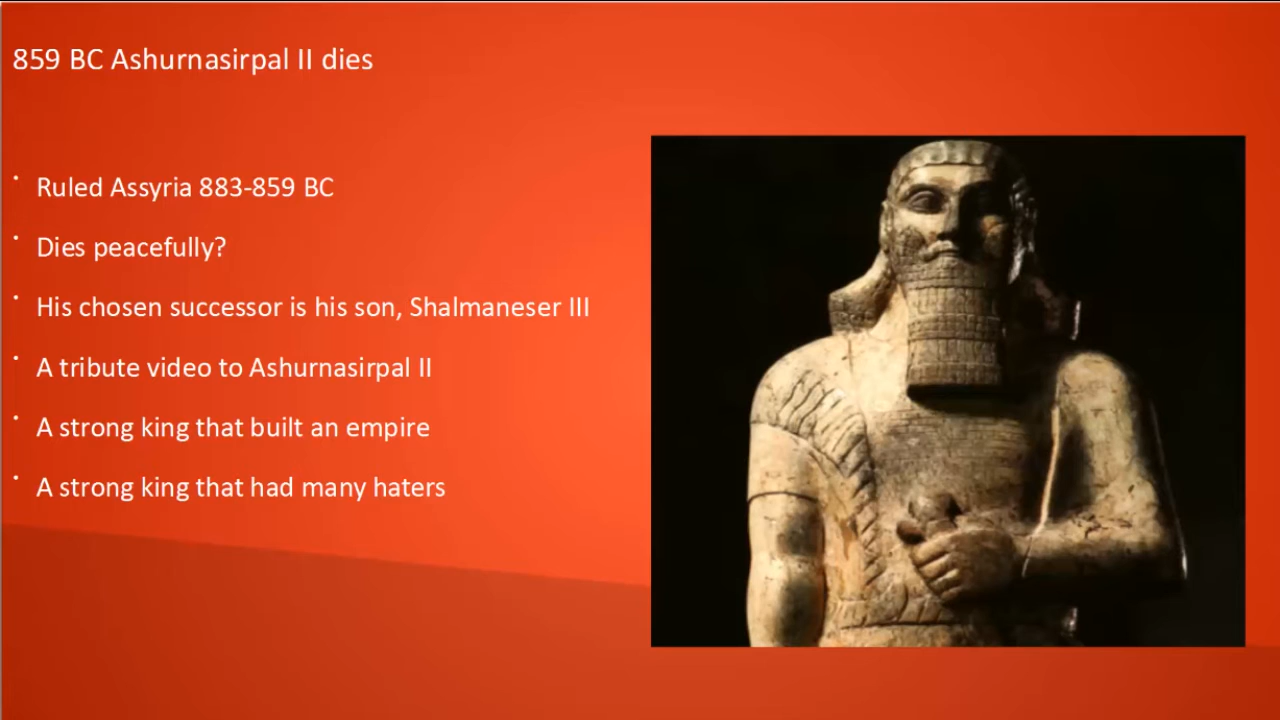 859 BC Ashurnasirpal II dies
Ruled Assyria 883-859 BC
Dies peacefully?
His chosen successor is his son, Shalmaneser III
A tribute video to Ashurnasirpal II
A strong king that built an empire
A strong king that had many haters